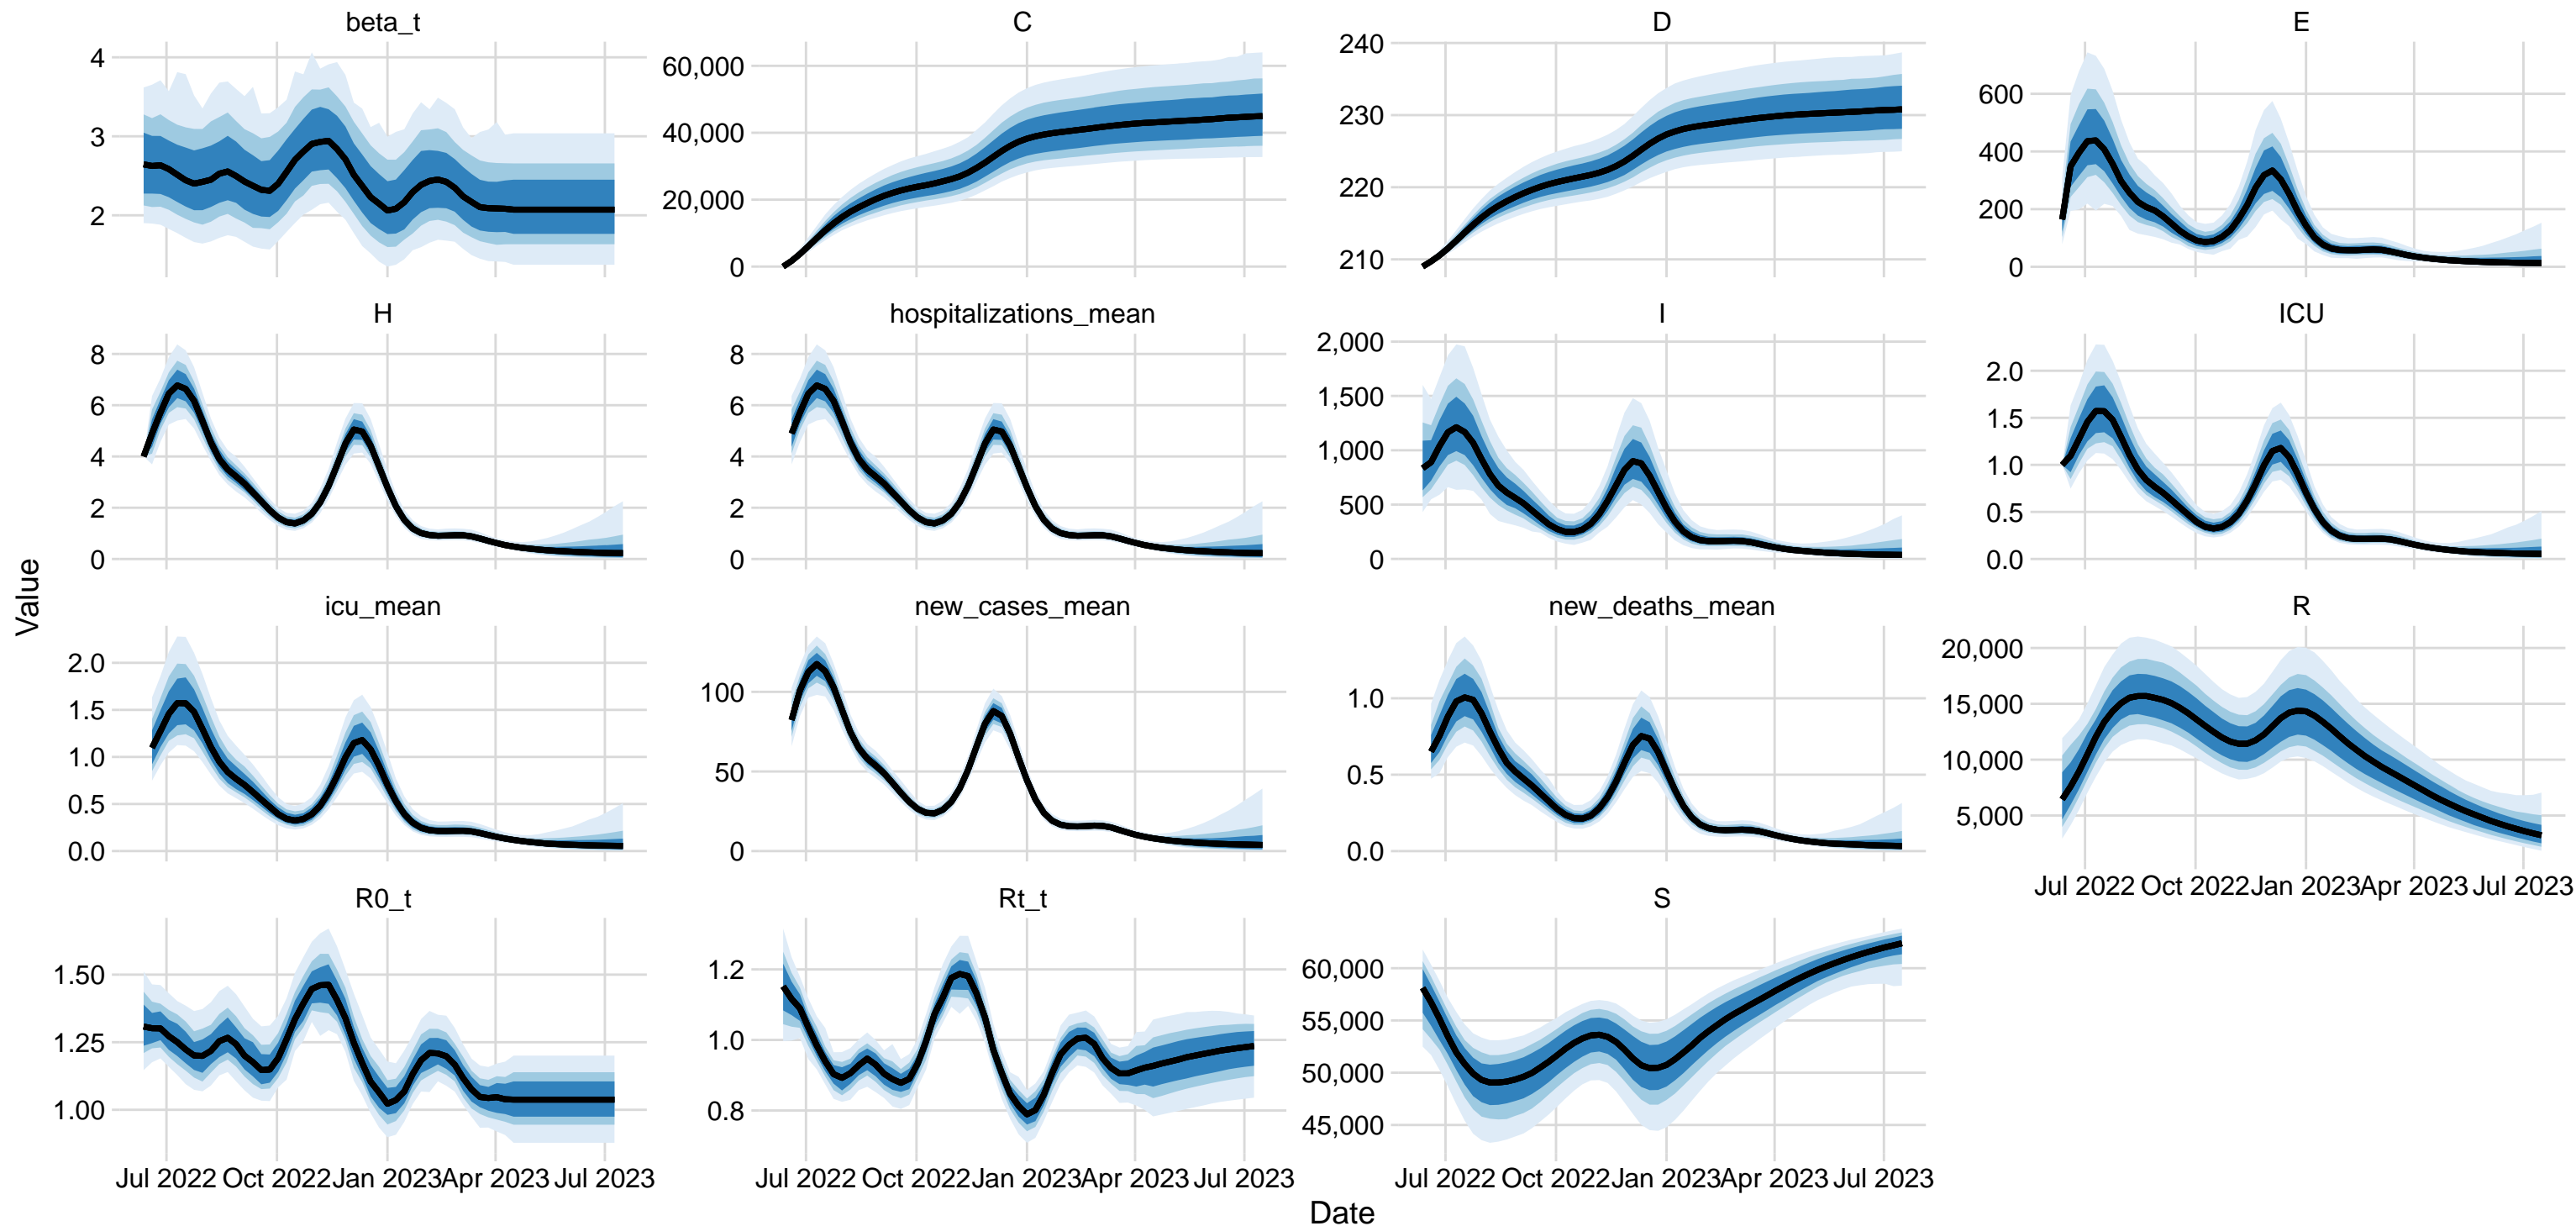 beta_t
4
3
2
C
60,000
40,000
20,000
0
D
240
230
220
210
E
600
400
200
0
H
8
6
4
2
0
hospitalizations_mean
8
6
4
2
0
I
2,000
1,500
1,000
500
0
ICU
2.0
1.5
1.0
0.5
0.0
Value
icu_mean
2.0
1.5
1.0
0.5
0.0
new_cases_mean
100
50
0
new_deaths_mean
1.0
0.5
0.0
R
20,000
15,000
10,000
5,000
Jul 2022 Oct 2022 Jan 2023 Apr 2023 Jul 2023
R0_t
1.50
1.25
1.00
Jul 2022 Oct 2022 Jan 2023 Apr 2023 Jul 2023
Rt_t
1.2
1.0
0.8
Jul 2022 Oct 2022 Jan 2023 Apr 2023 Jul 2023
S
60,000
55,000
50,000
45,000
Jul 2022 Oct 2022 Jan 2023 Apr 2023 Jul 2023
Date